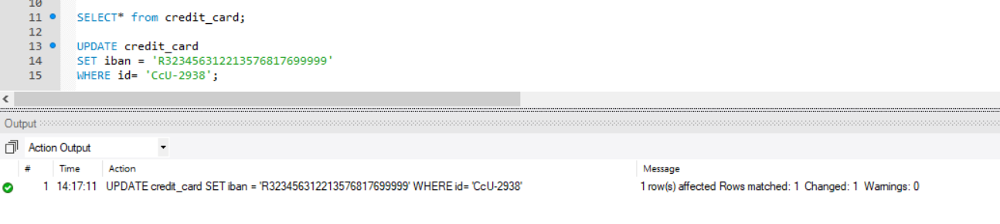 10
11 SELECT* from credit_card;
12
13 UPDATE credit_card
14 SET iban = 'R323456312213576817699999'
15 WHERE id= 'CcU-2938';
Output
Action Output
# Time Action Message
1 14:17:11 UPDATE credit_card SET iban = 'R323456312213576817699999' WHERE id= 'CcU-2938' 1 row(s) affected Rows matched: 1 Changed: 1 Warnings: 0